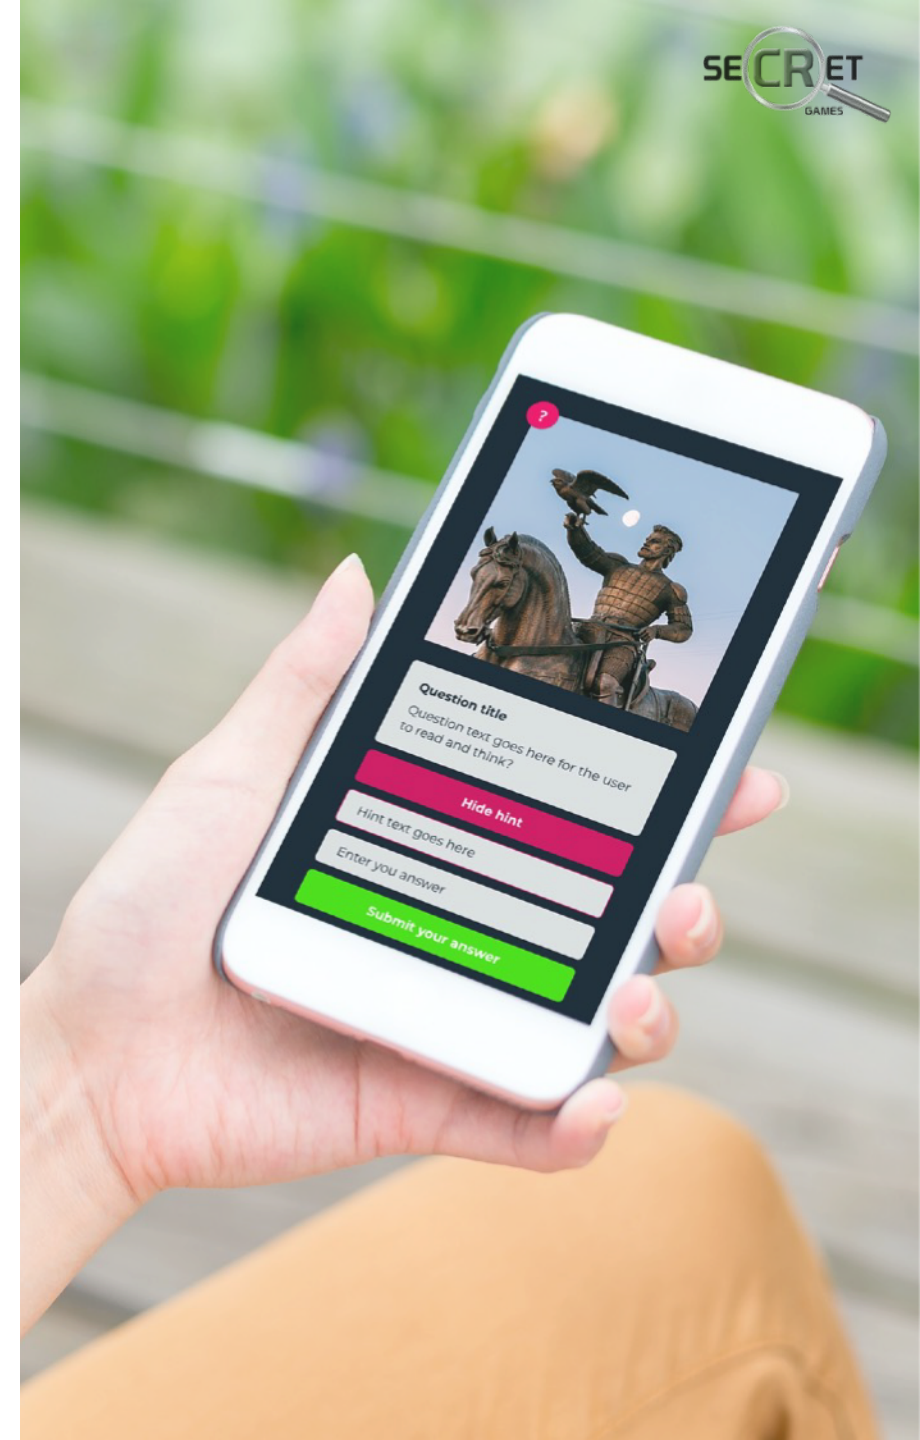 SECRET
GAMES
?
Question title
Question text goes here for the user
to read and think?
Hide hint
Hint text goes here
Enter you answer
Submit your answer